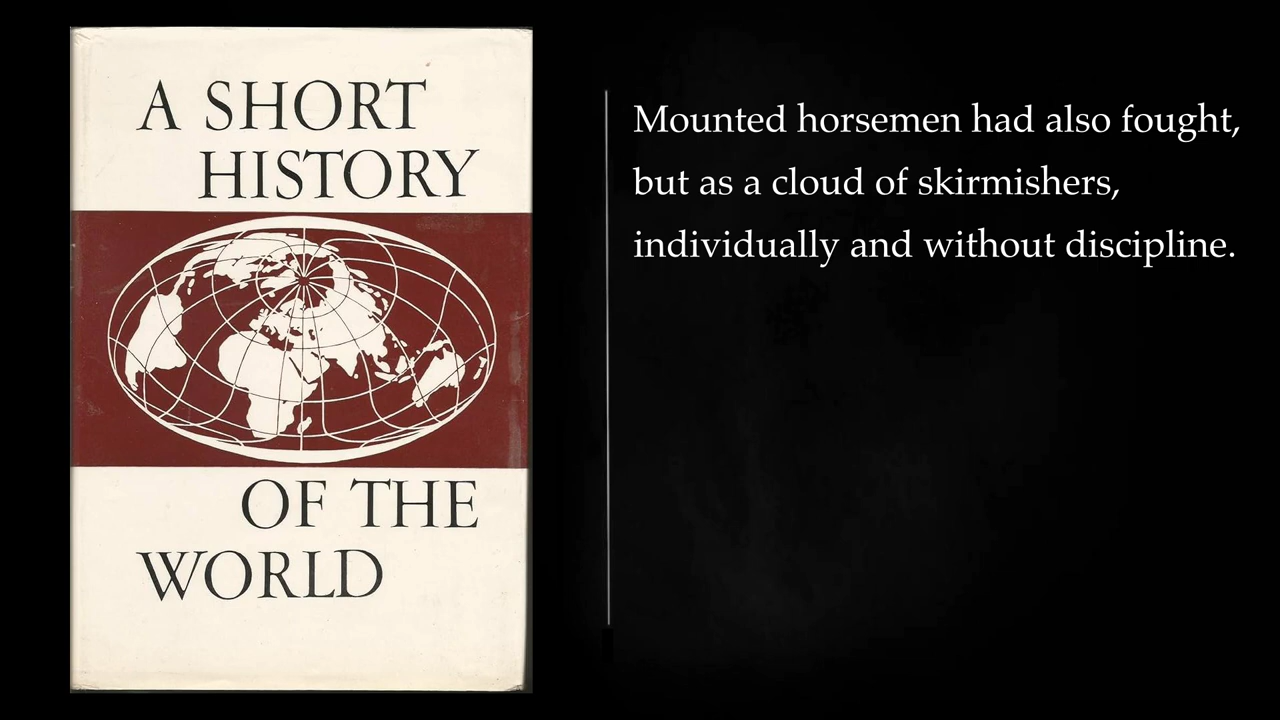 A SHORT
HISTORY
OF THE
WORLD
Mounted horsemen had also fought,
but as a cloud of skirmishers,
individually and without discipline.